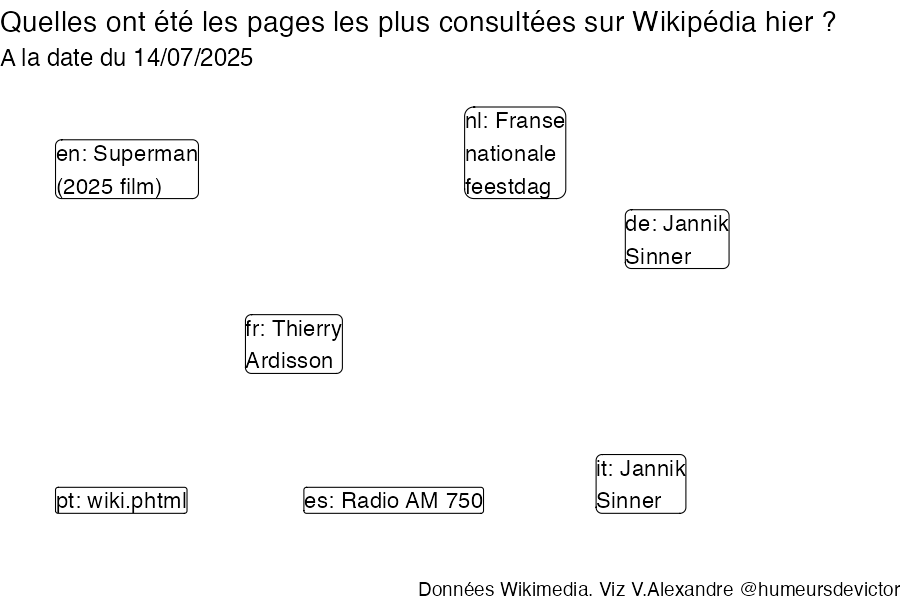 Quelles ont été les pages les plus consultées sur Wikipédia hier ?
A la date du 14/07/2025
en: Superman
(2025 film)
nl: Franse
nationale
feestdag
de: Jannik
Sinner
fr: Thierry
Ardisson
pt: wiki.phtml
es: Radio AM 750
it: Jannik
Sinner
Données Wikimedia. Viz V.Alexandre @humeursdevictor